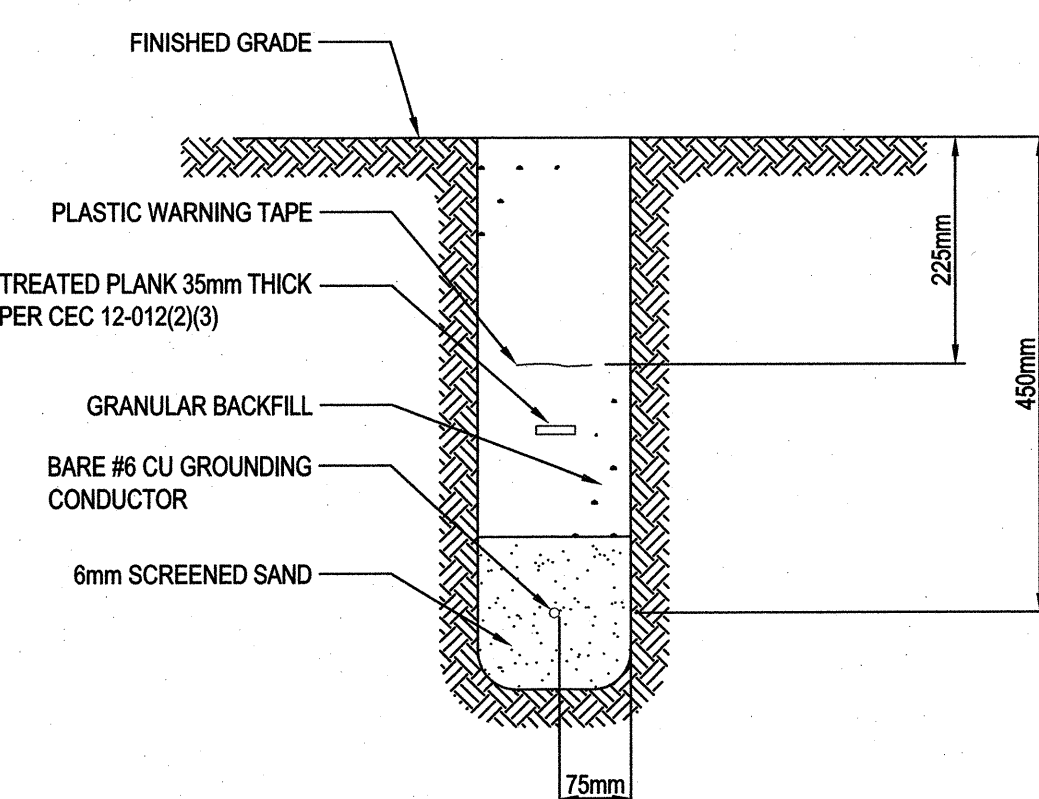 FINISHED GRADE
PLASTIC WARNING TAPE
TREATED PLANK 35mm THICK
PER CEC 12-012(2)(3)
GRANULAR BACKFILL
BARE #6 CU GROUNDING
CONDUCTOR
6mm SCREENED SAND
225mm
450mm
75mm